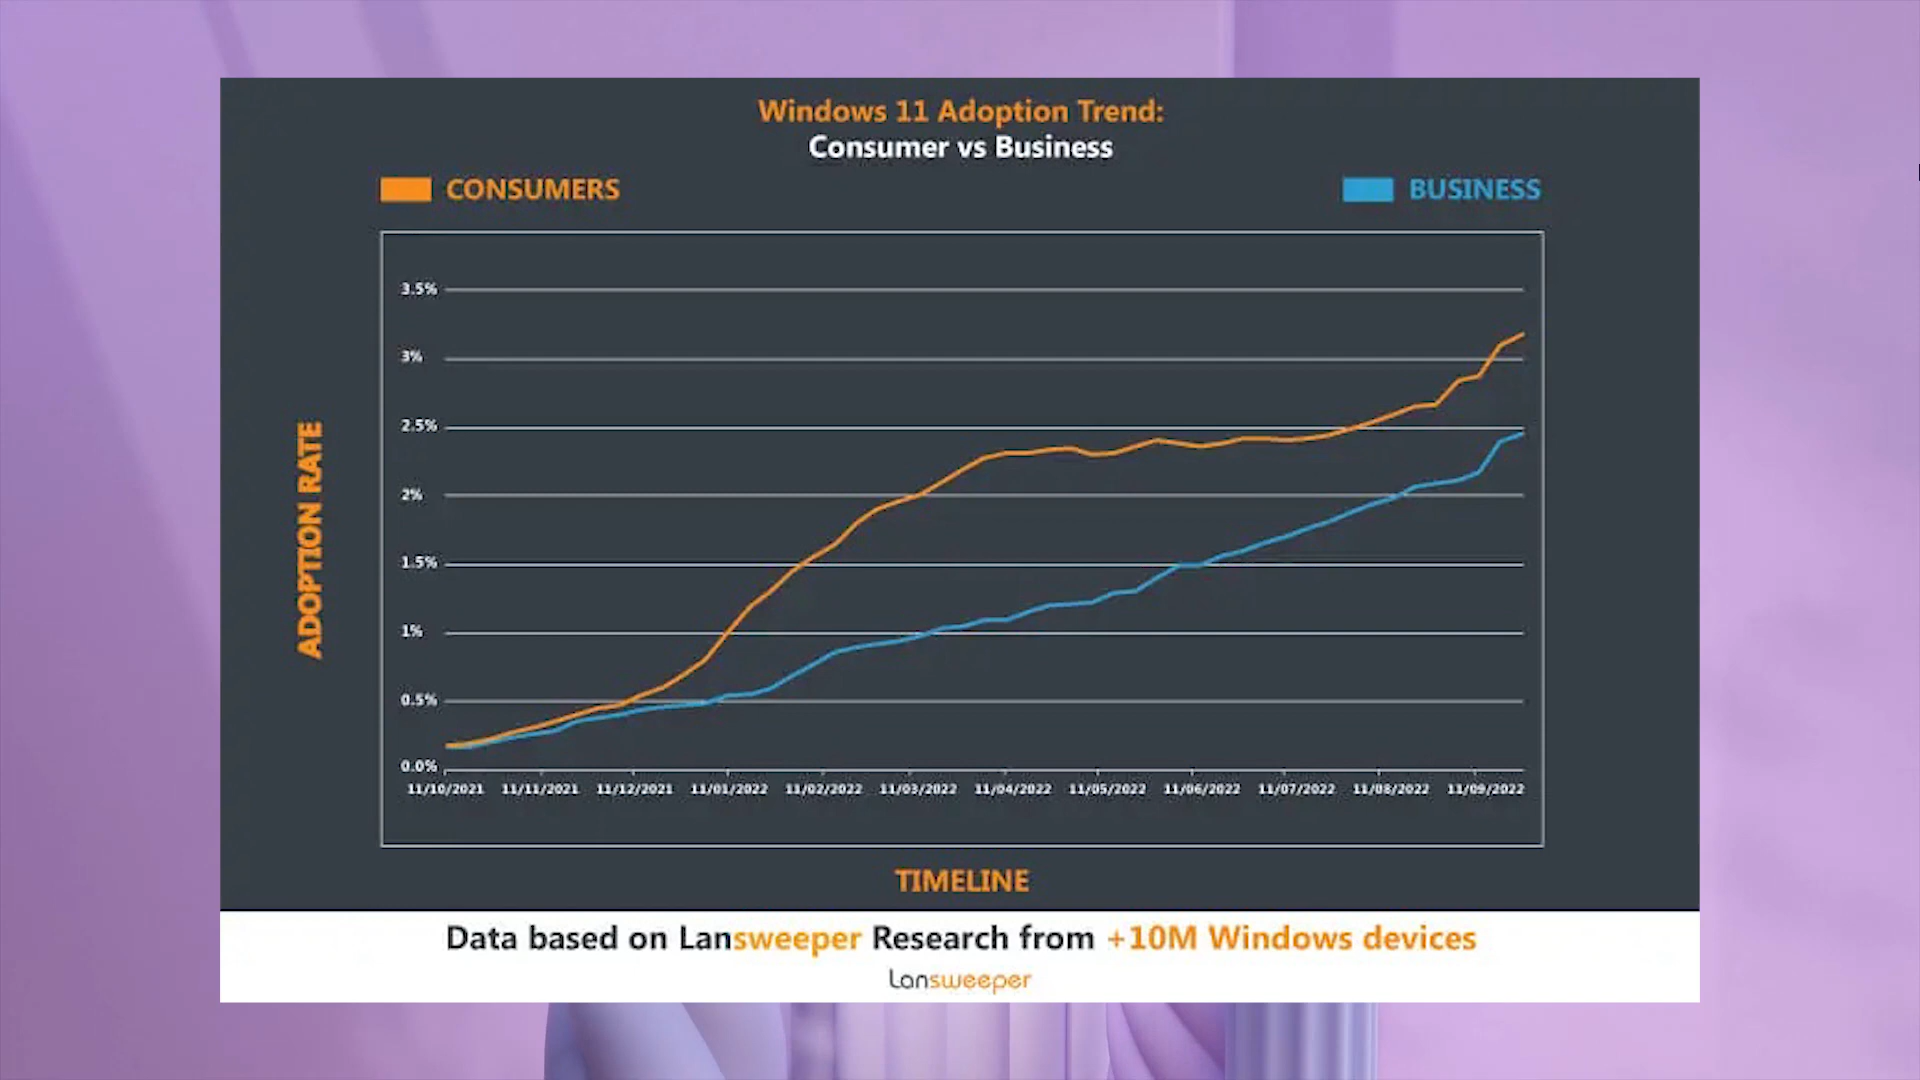 Windows 11 Adoption Trend:
Consumer vs Business
CONSUMERS
BUSINESS
ADOPTION RATE
3.5%
3%
2.5%
2%
1.5%
1%
0.5%
0.0%
11/10/2021 11/11/2021 11/12/2021 11/01/2022 11/02/2022 11/03/2022 11/04/2022 11/05/2022 11/06/2022 11/07/2022 11/08/2022 11/09/2022
TIMELINE
Data based on Lansweeper Research from +10M Windows devices
Lansweeper